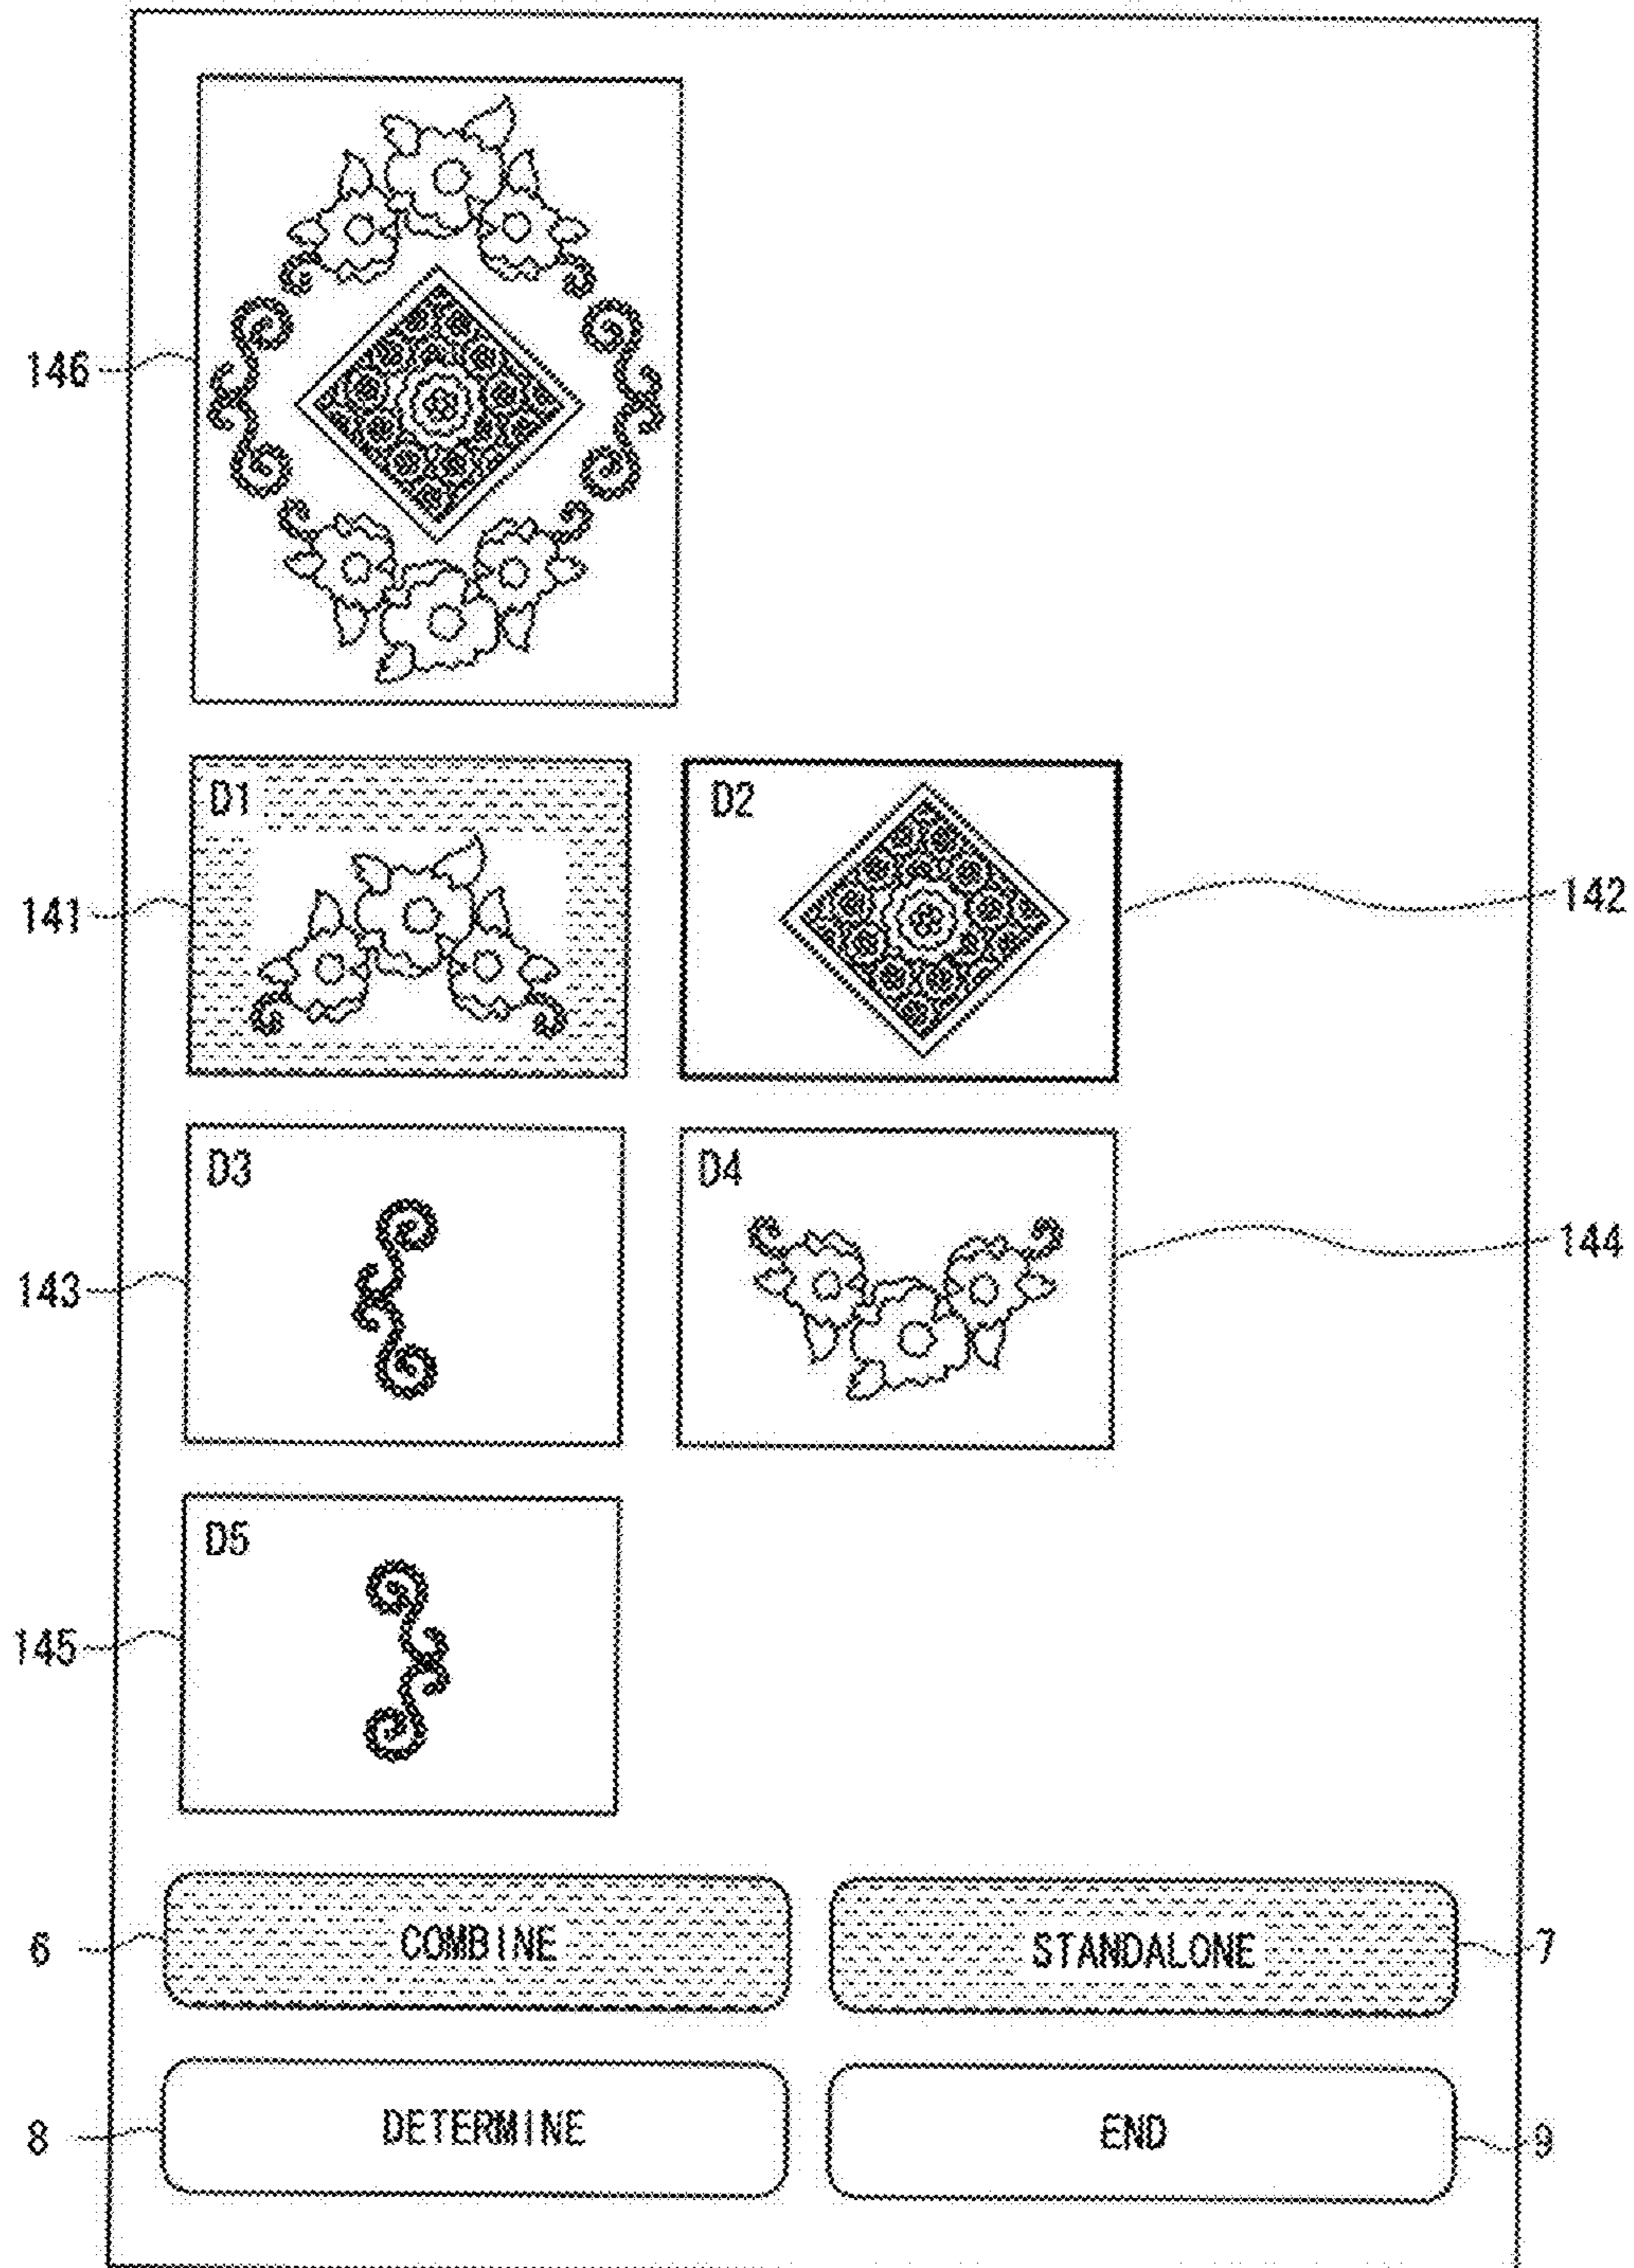 146
D1
D2
141
142
D3
D4
143
144
D5
145
6
COMBINE
STANDALONE
7
8
DETERMINE
END
9